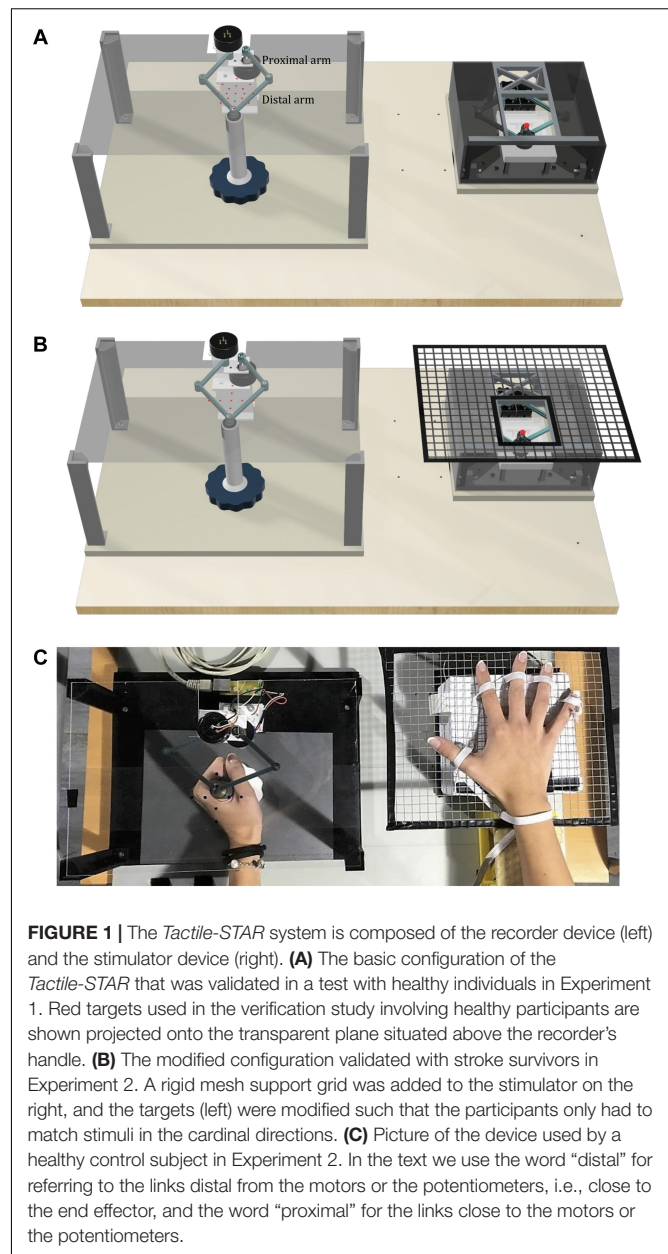 A
Proximal arm
Distal arm
B
C
FIGURE 1 | The Tactile-STAR system is composed of the recorder device (left)
and the stimulator device (right). (A) The basic configuration of the
Tactile-STAR that was validated in a test with healthy individuals in Experiment
1. Red targets used in the verification study involving healthy participants are
shown projected onto the transparent plane situated above the recorder's
handle. (B) The modified configuration validated with stroke survivors in
Experiment 2. A rigid mesh support grid was added to the stimulator on the
right, and the targets (left) were modified such that the participants only had to
match stimuli in the cardinal directions. (C) Picture of the device used by a
healthy control subject in Experiment 2. In the text we use the word “distal” for
referring to the links distal from the motors or the potentiometers, i.e., close to
the end effector, and the word “proximal” for the links close to the motors or
the potentiometers.